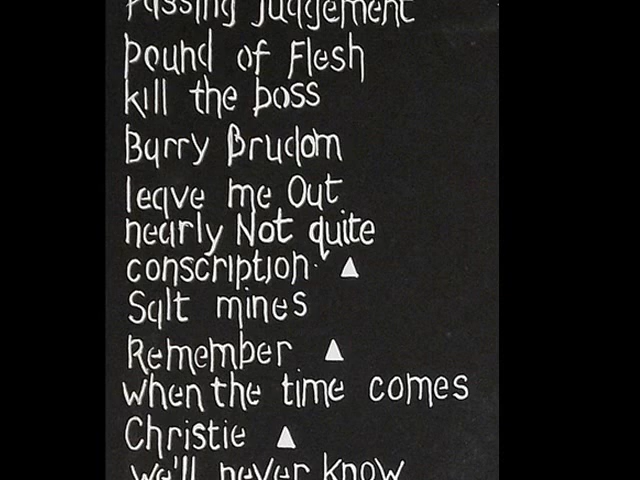 Passing Judgement
Pound of Flesh
kill the boss
Barry Brudom
leave me Out
nearly Not quite
conscription
Salt mines
Remember
when the time comes
Christie
we'll never know